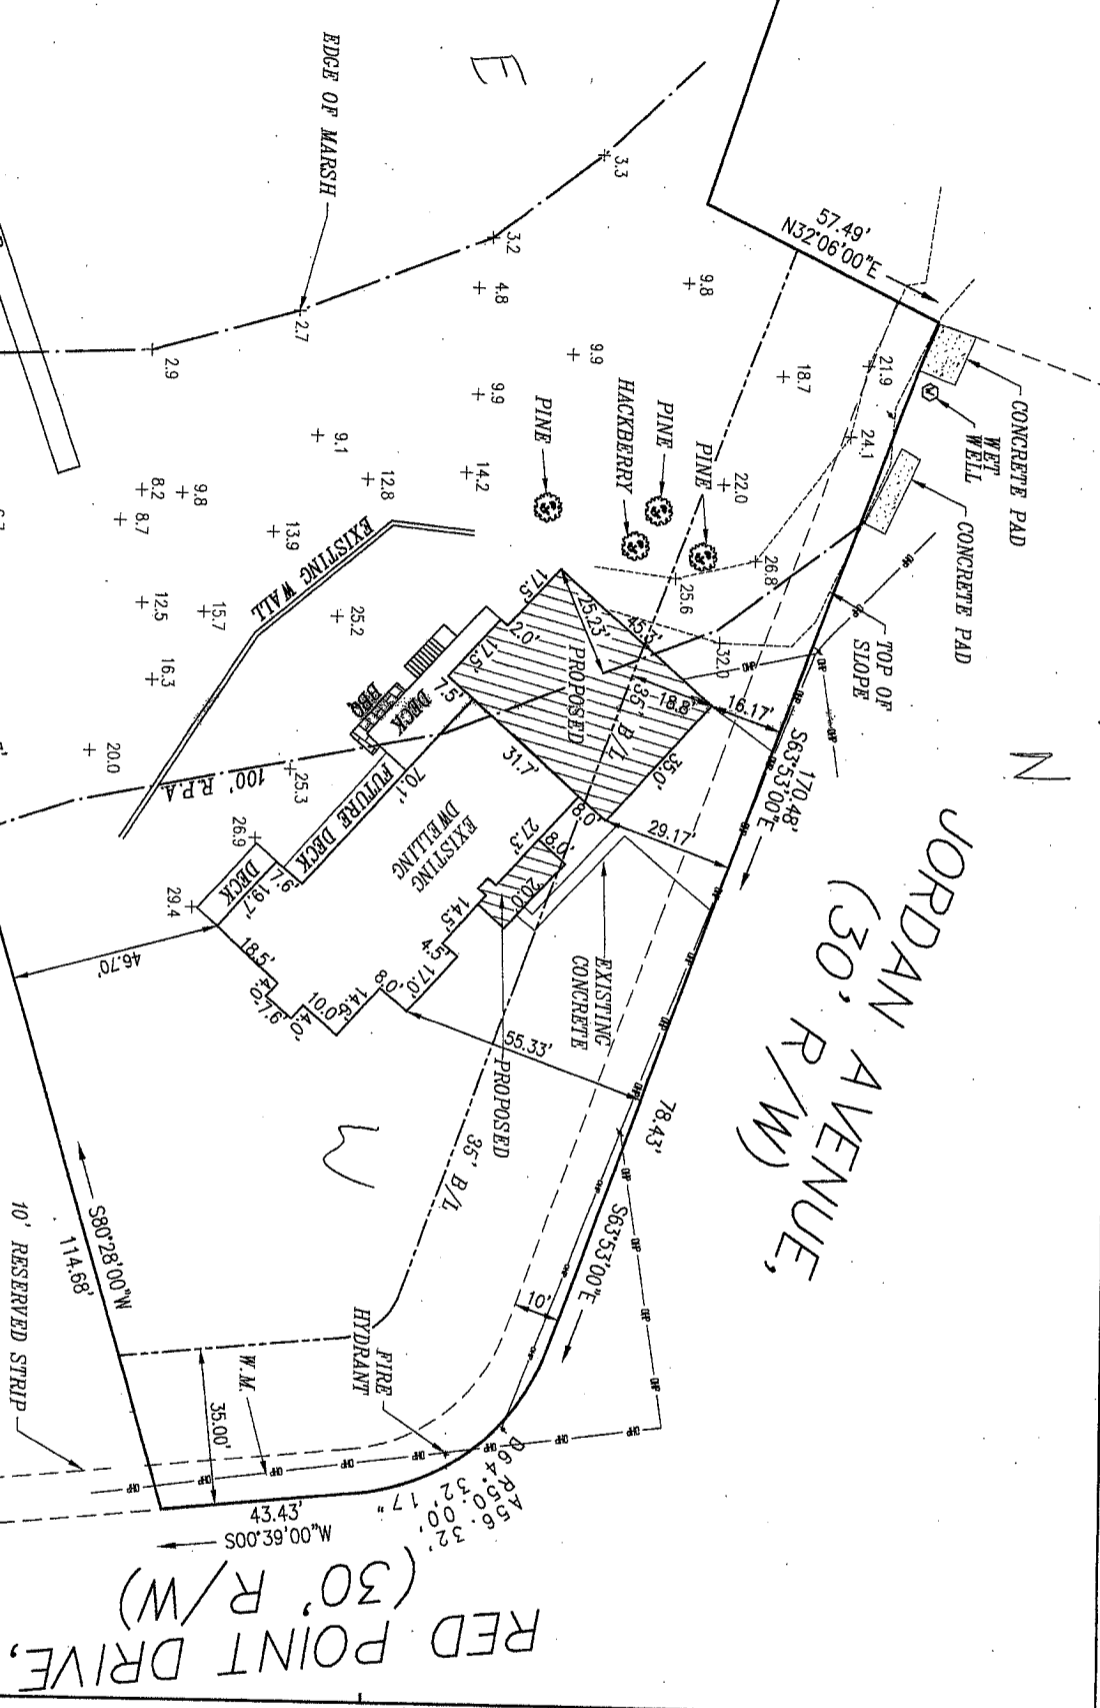 JORDAN AVENUE,
(30' R/W)
RED POINT DRIVE,
(30' R/W)
N
E
W
EDGE OF MARSH
3.3
3.2
2.7
2.9
4.8
9.8
9.9
9.9
9.1
12.8
14.2
8.2
9.8
8.7
13.9
12.5
15.7
16.3
25.2
20.0
25.3
26.9
29.4
18.7
21.9
24.1
22.0
26.8
25.6
32.0
57.49'
N32°06'00"E
CONCRETE PAD
WET
WELL
CONCRETE PAD
TOP OF
SLOPE
PINE
HACKBERRY
PINE
PINE
EXISTING WALL
170.48'
S63°53'00"E
16.17'
29.17'
17.5'
25.23'
45.3'
2.0'
17.5'
7.5'
PROPOSED
35' B/L
18.8'
35.0'
31.7'
8.0'
27.3'
8.0'
20.0'
BBQ
DECK
FUTURE DECK
70.1'
100' R.P.A
EXISTING
DWELLING
DECK
7.6'
19.7'
18.5'
4.0'
7.6'
4.0'
10.0'
14.6'
8.0'
17.0'
14.5'
46.70'
EXISTING
CONCRETE
55.33'
PROPOSED
35' B/L
78.43'
S63°53'00"E
10'
FIRE
HYDRANT
W.M.
35.00'
S80°28'00"W
114.68'
10' RESERVED STRIP
43.43'
S00°39'00"W